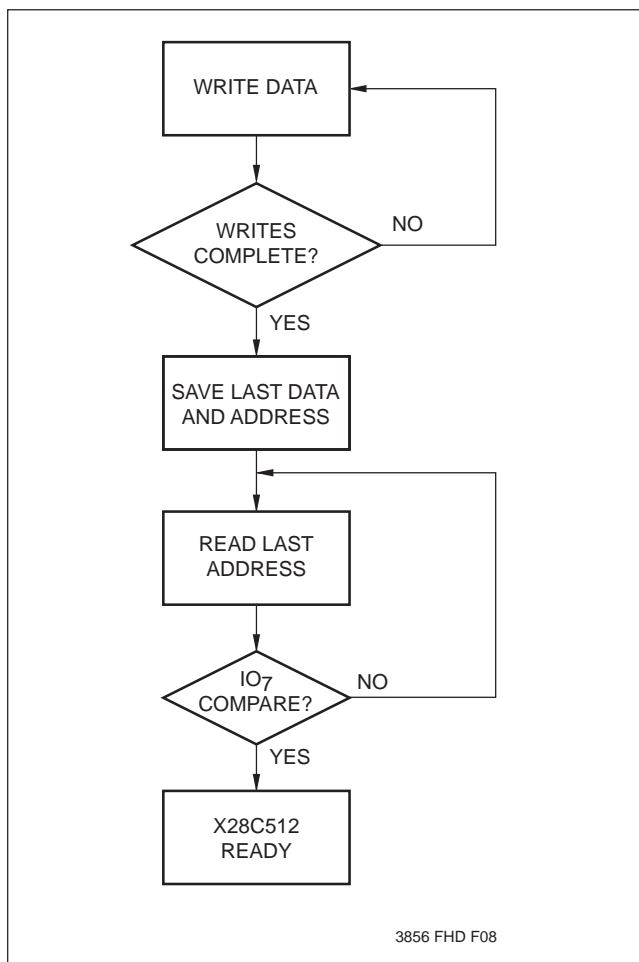 WRITE DATA
WRITES
COMPLETE?
NO
YES
SAVE LAST DATA
AND ADDRESS
READ LAST
ADDRESS
IO7
COMPARE?
NO
YES
X28C512
READY
3856 FHD F08